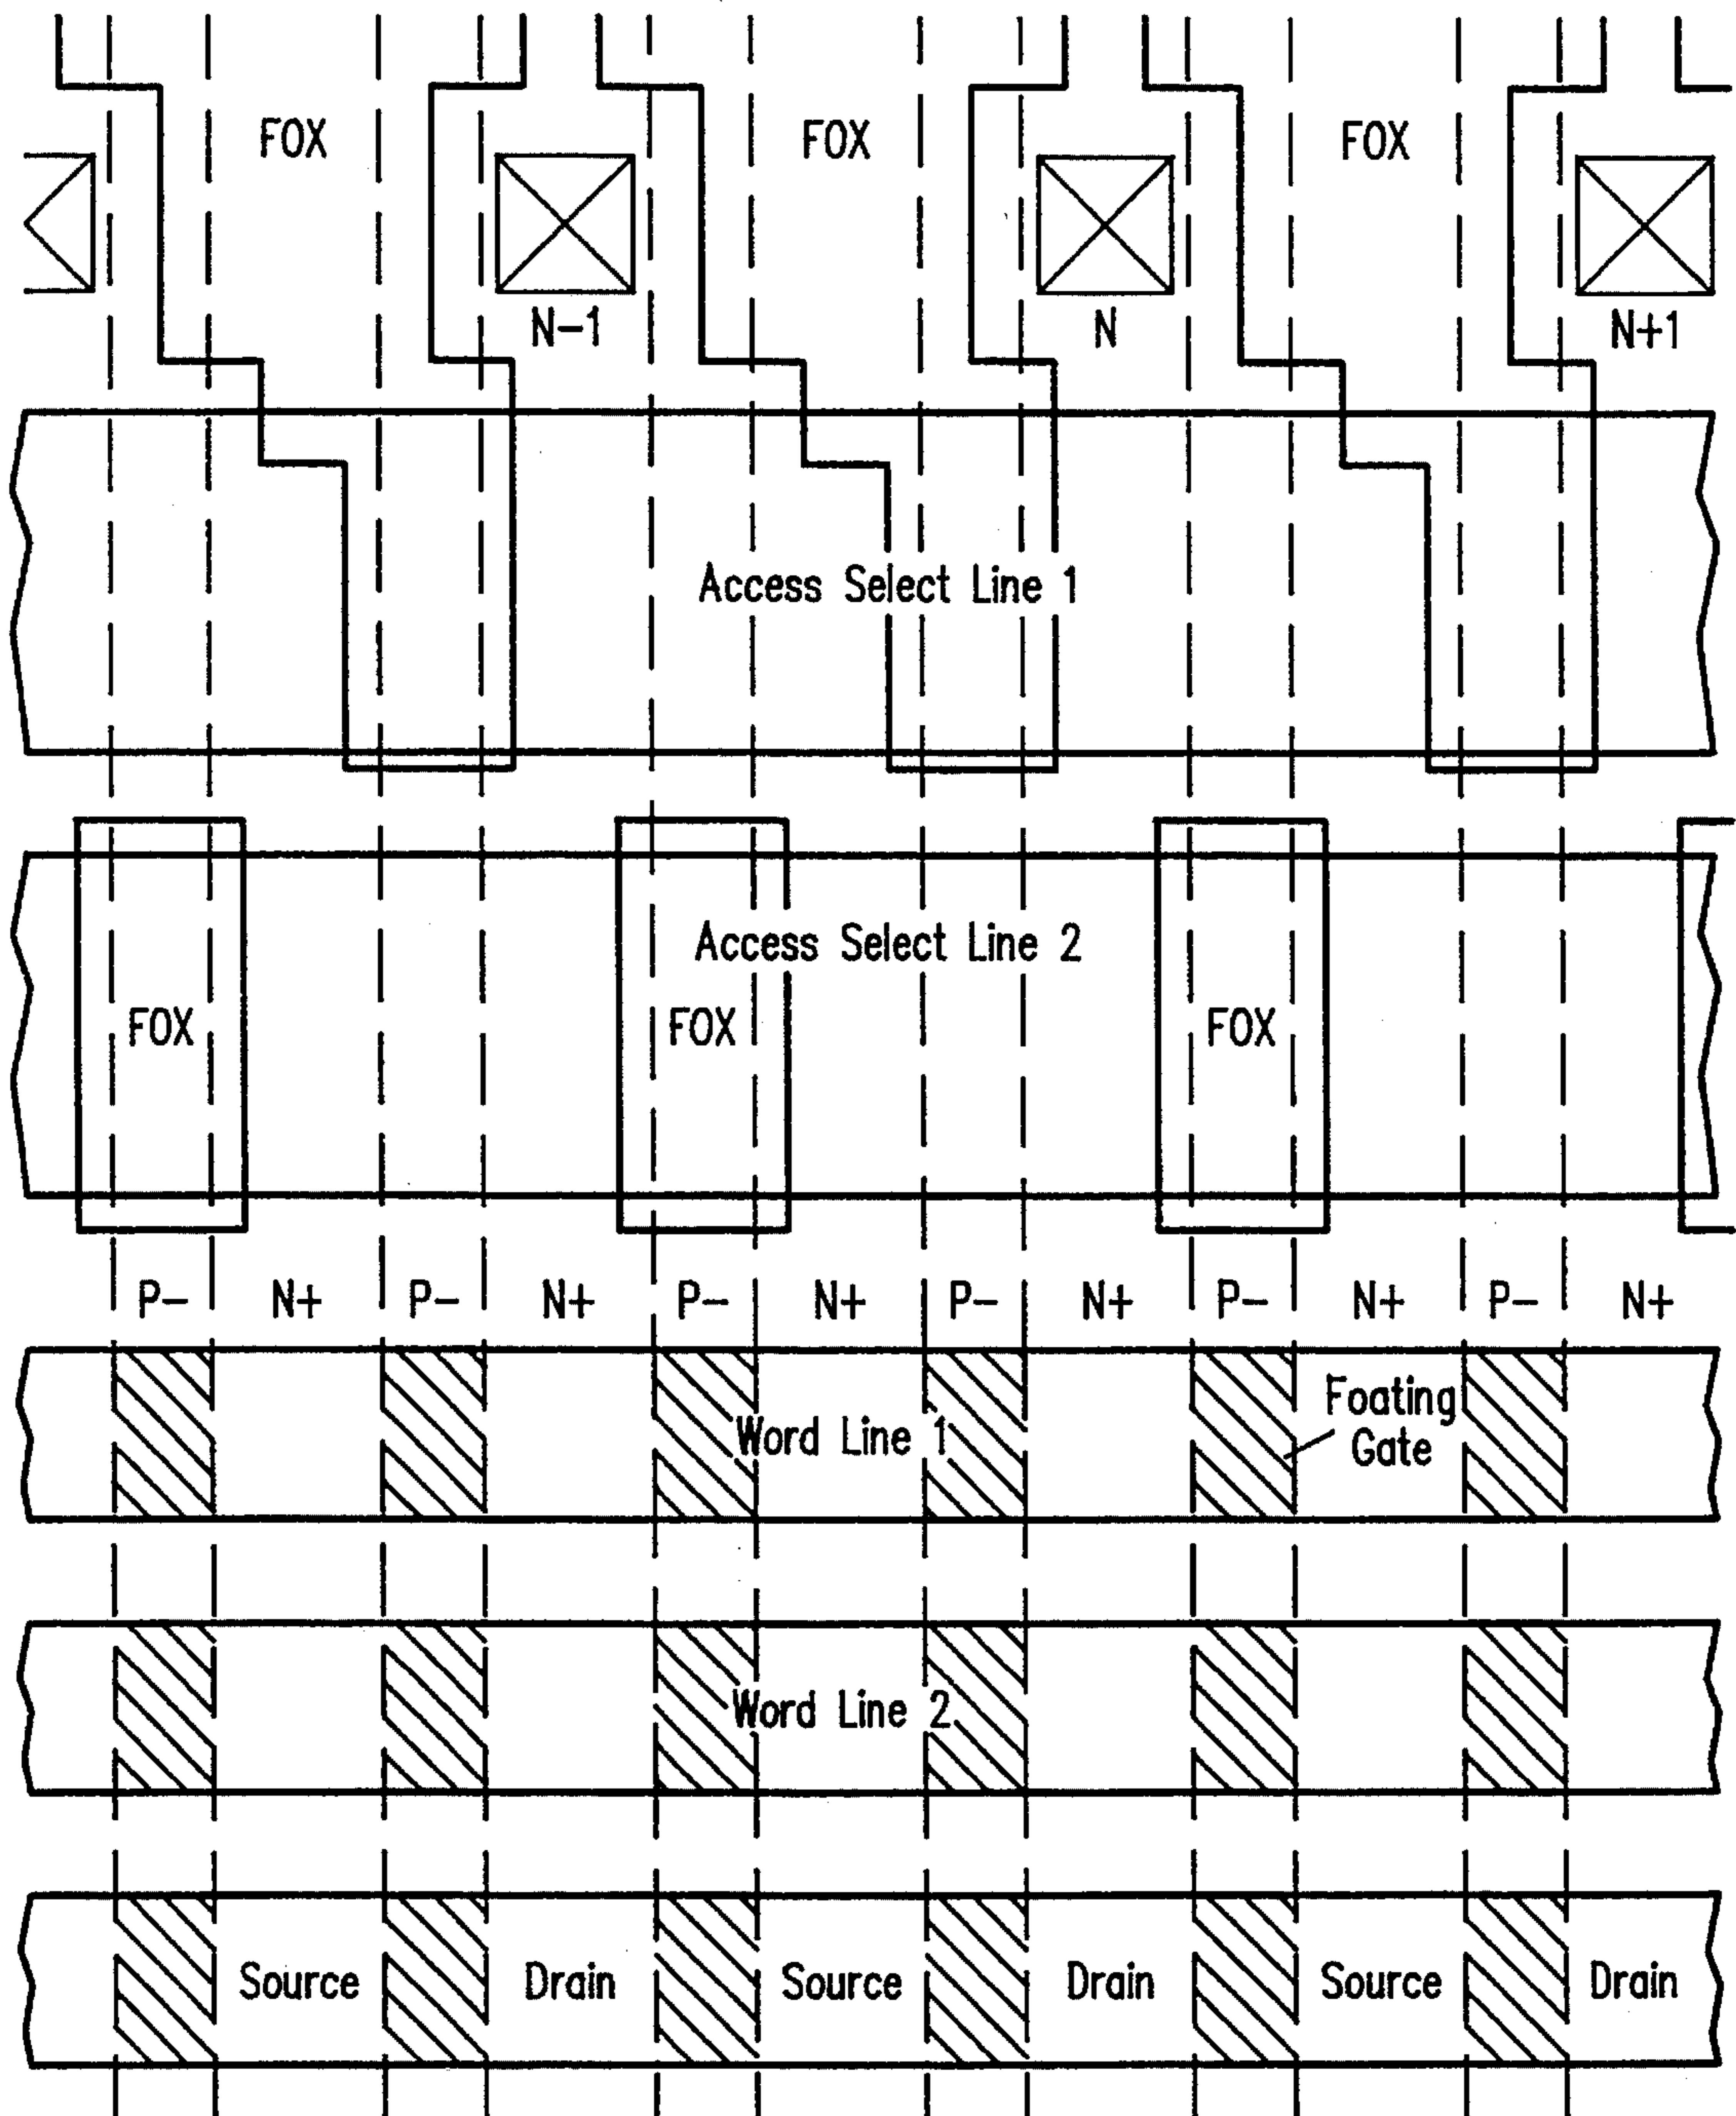 FOX FOX FOX
N-1 N N+1
Access Select Line 1
Access Select Line 2
FOX FOX FOX
P- N+ P- N+ P- N+ P- N+ P- N+ P- N+
Foating
Gate
Word Line 1
Word Line 2
Source Drain Source Drain Source Drain